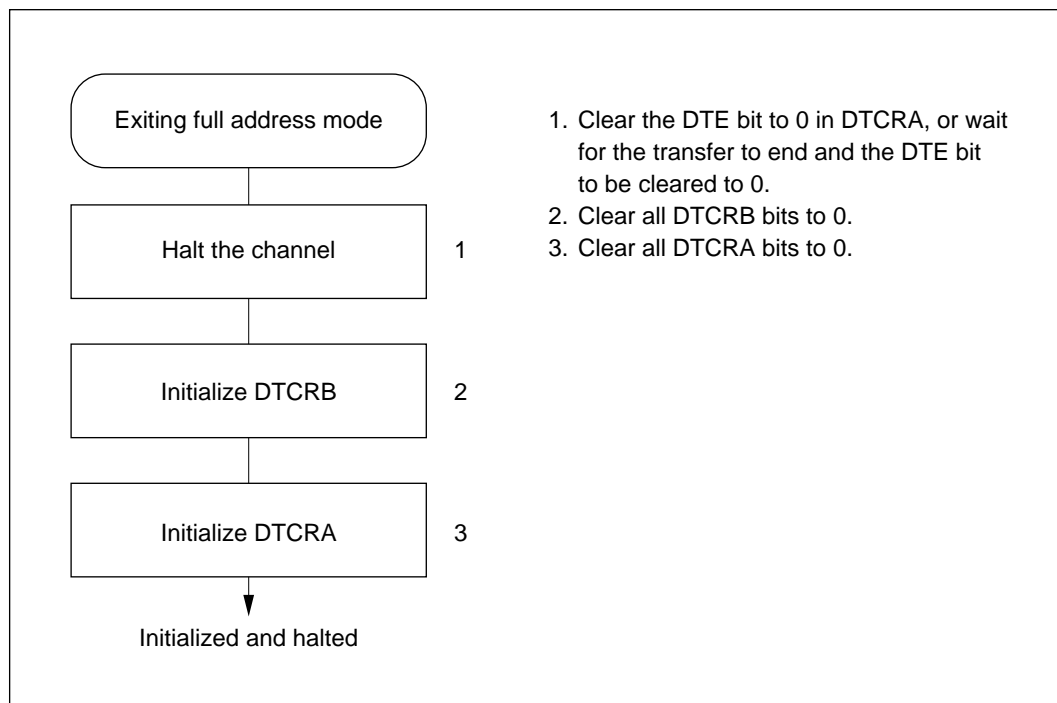 Exiting full address mode
Halt the channel
1
Initialize DTCRB
2
Initialize DTCRA
3
Initialized and halted
1. Clear the DTE bit to 0 in DTCRA, or wait
for the transfer to end and the DTE bit
to be cleared to 0.
2. Clear all DTCRB bits to 0.
3. Clear all DTCRA bits to 0.